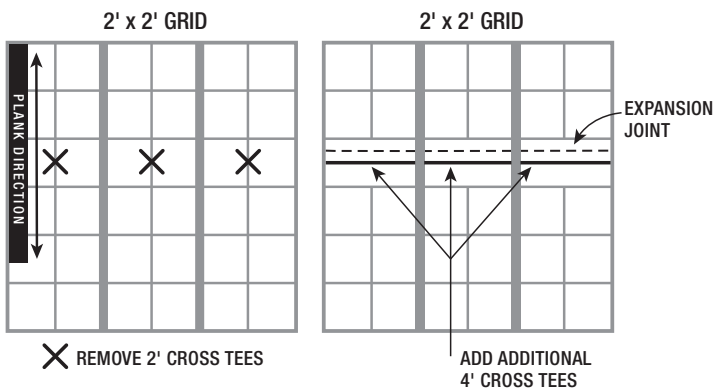 2' x 2' GRID
2' x 2' GRID
PLANK DIRECTION
EXPANSION
JOINT
REMOVE 2' CROSS TEES
ADD ADDITIONAL
4' CROSS TEES